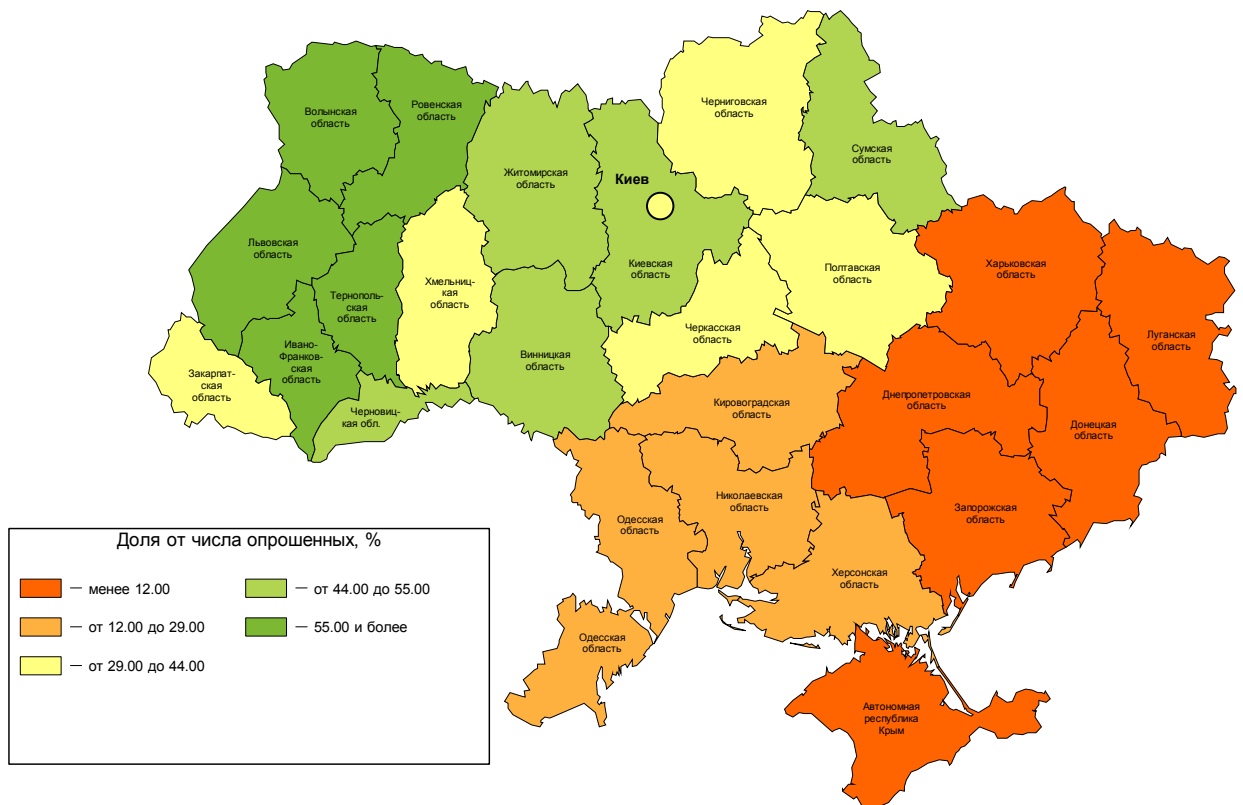 Волынская
область
Ровенская
область
Житомирская
область
Киев
Черниговская
область
Сумская
область
Львовская
область
Тернополь-
ская
область
Хмельниц-
кая
область
Киевская
область
Полтавская
область
Харьковская
область
Луганская
область
Закарпат-
ская
область
Ивано-
Франков-
ская
область
Черновиц-
кая обл.
Винницкая
область
Черкасская
область
Кировоградская
область
Днепропетровская
область
Донецкая
область
Одесская
область
Николаевская
область
Запорожская
область
Херсонская
область
Одесская
область
Автономная
республика
Крым
Доля от числа опрошенных, %
— менее 12.00
— от 12.00 до 29.00
— от 29.00 до 44.00
— от 44.00 до 55.00
— 55.00 и более